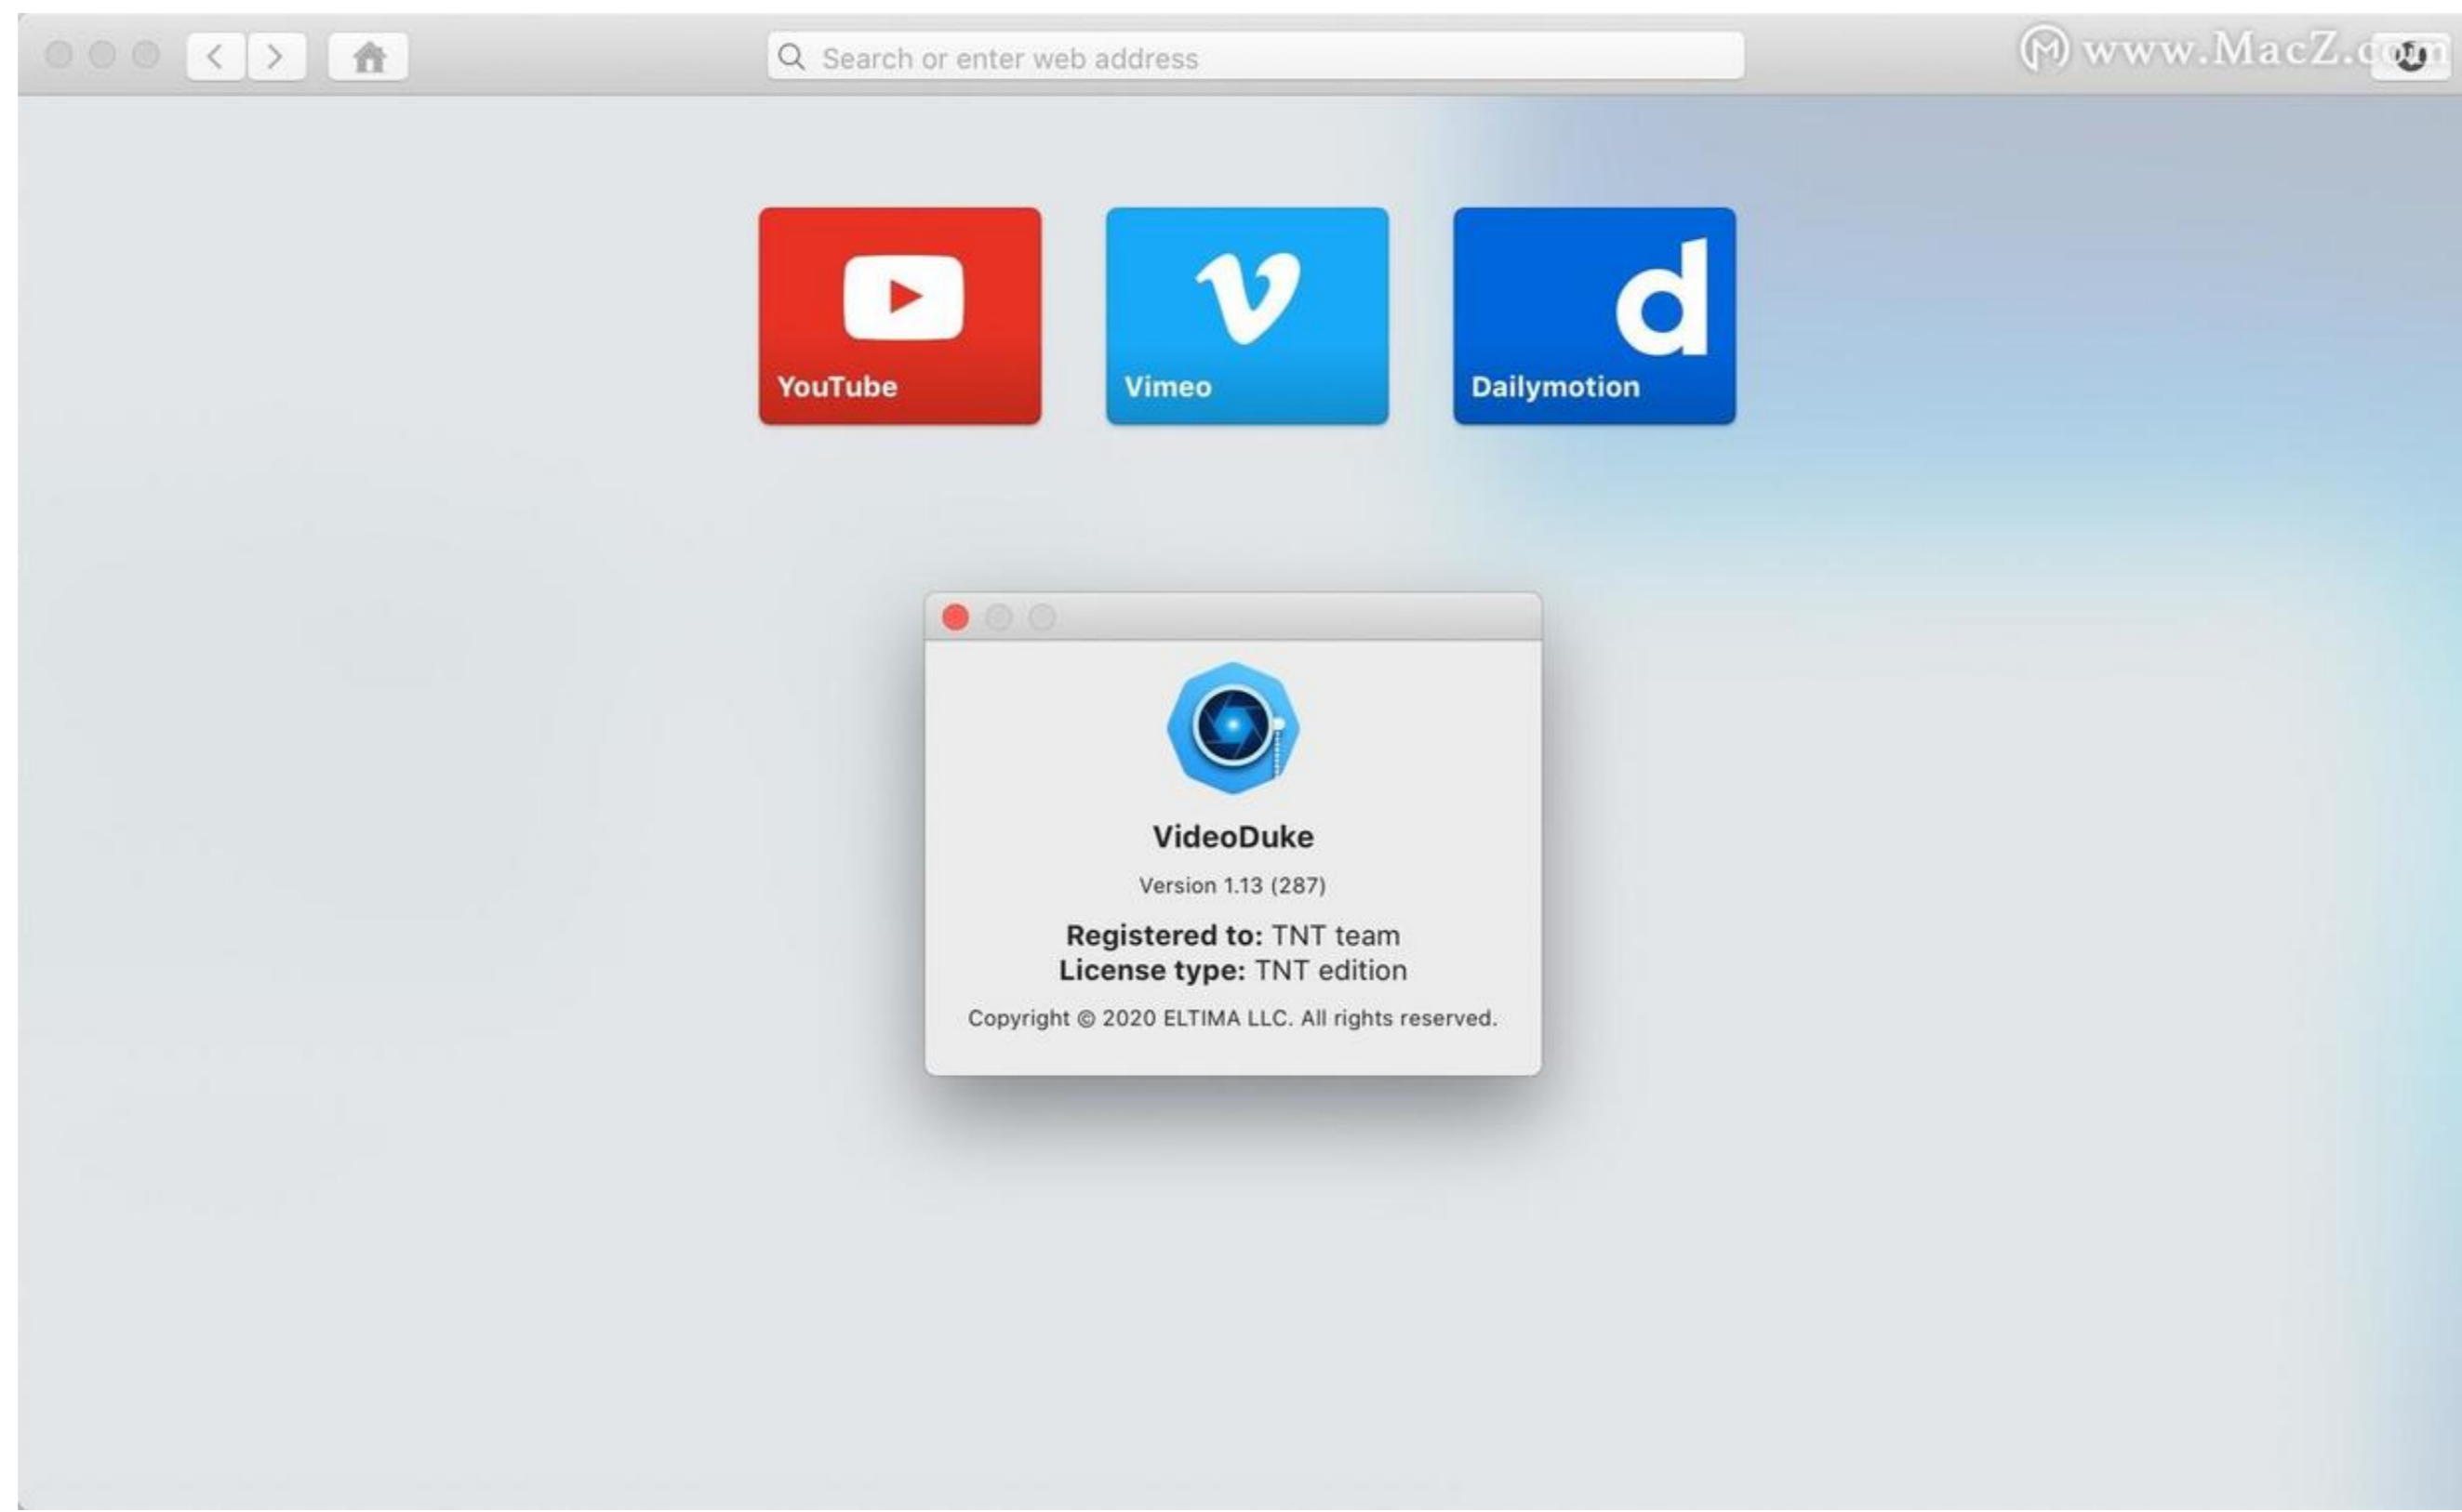 Search or enter web address
www.MacZ.com
YouTube
Vimeo
Dailymotion
VideoDuke
Version 1.13 (287)
Registered to: TNT team
License type: TNT edition
Copyright © 2020 ELTIMA LLC. All rights reserved.